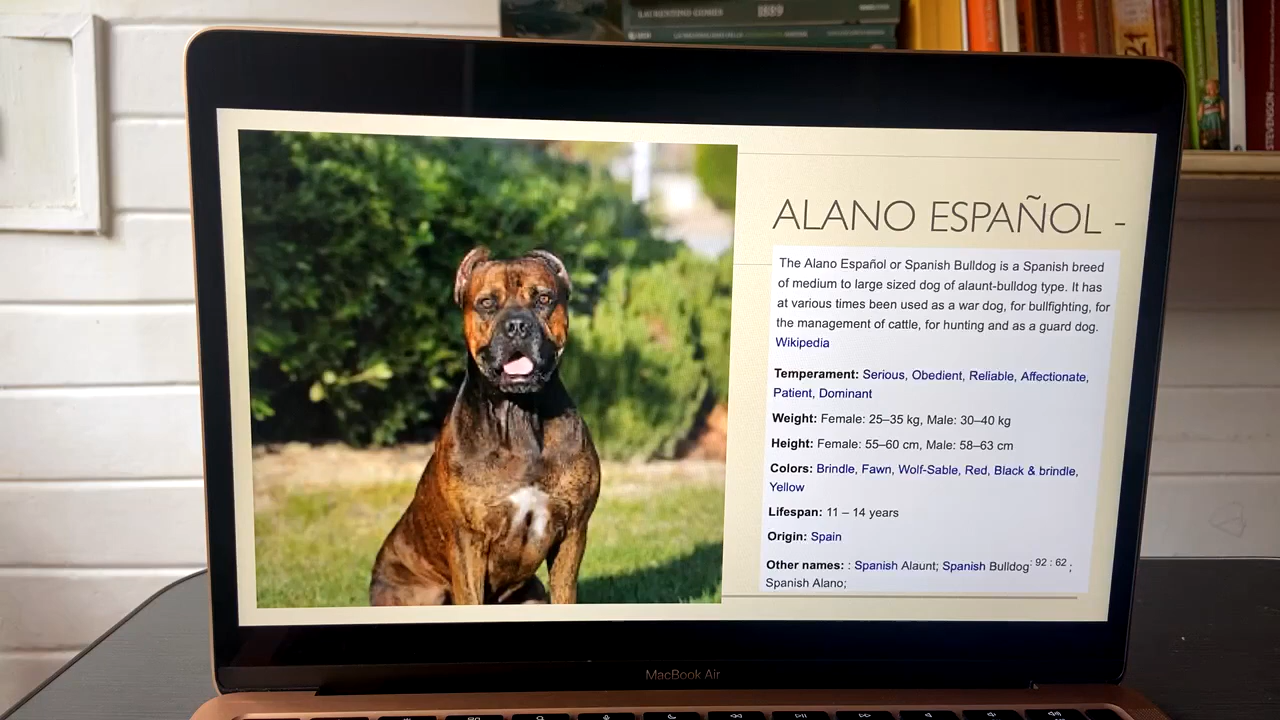 LAURENTINO GOMES 1889
21
STEVENSON
ALANO ESPAÑOL -
The Alano Español or Spanish Bulldog is a Spanish breed
of medium to large sized dog of alaunt-bulldog type. It has
at various times been used as a war dog, for bullfighting, for
the management of cattle, for hunting and as a guard dog.
Wikipedia
Temperament: Serious, Obedient, Reliable, Affectionate,
Patient, Dominant
Weight: Female: 25–35 kg, Male: 30–40 kg
Height: Female: 55–60 cm, Male: 58–63 cm
Colors: Brindle, Fawn, Wolf-Sable, Red, Black & brindle,
Yellow
Lifespan: 11 – 14 years
Origin: Spain
Other names: : Spanish Alaunt; Spanish Bulldog: 92 : 62 ;
Spanish Alano;
MacBook Air